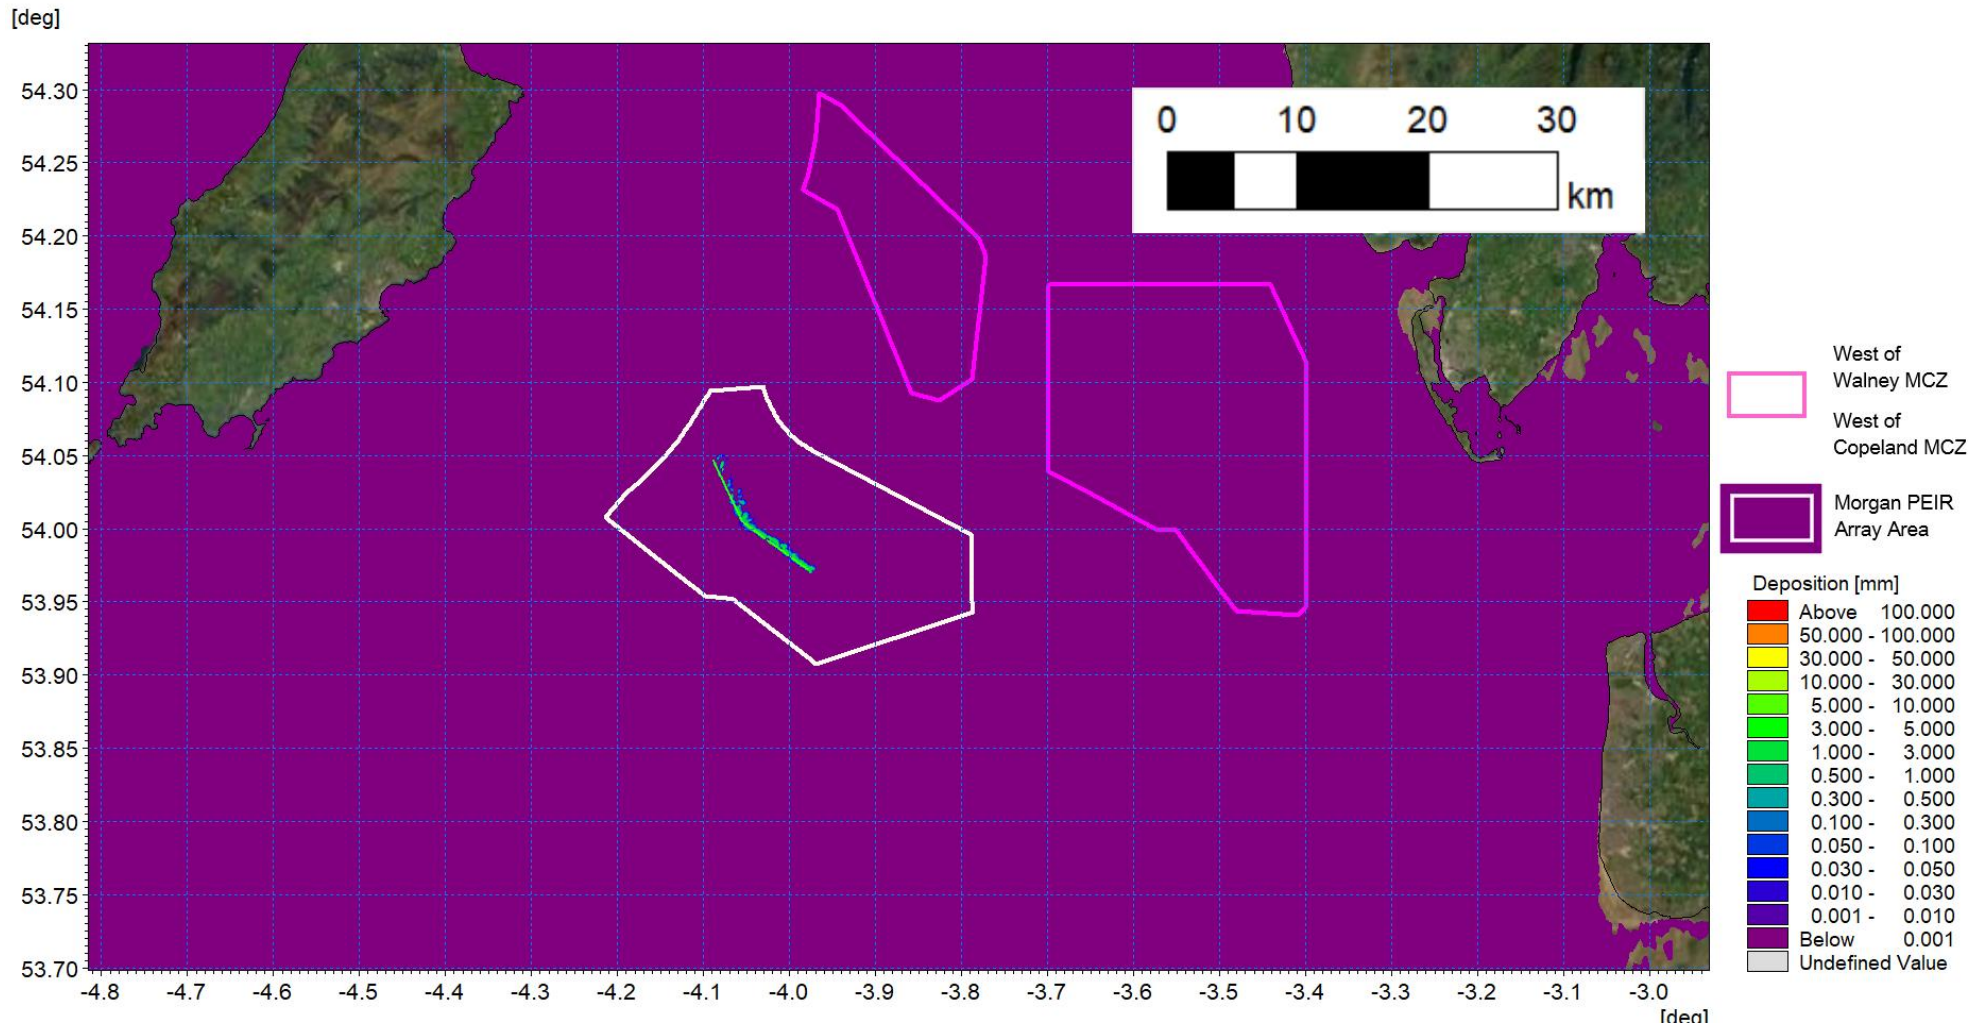 [deg]
54.30
54.25
54.20
54.15
54.10
54.05
54.00
53.95
53.90
53.85
53.80
53.75
53.70
-4.8 -4.7 -4.6 -4.5 -4.4 -4.3 -4.2 -4.1 -4.0 -3.9 -3.8 -3.7 -3.6 -3.5 -3.4 -3.3 -3.2 -3.1 -3.0
[deg]
0 10 20 30
km
West of
Walney MCZ
West of
Copeland MCZ
Morgan PEIR
Array Area
Deposition [mm]
Above 100.000
50.000 - 100.000
30.000 - 50.000
10.000 - 30.000
5.000 - 10.000
3.000 - 5.000
1.000 - 3.000
0.500 - 1.000
0.300 - 0.500
0.100 - 0.300
0.050 - 0.100
0.030 - 0.050
0.010 - 0.030
0.001 - 0.010
Below 0.001
Undefined Value